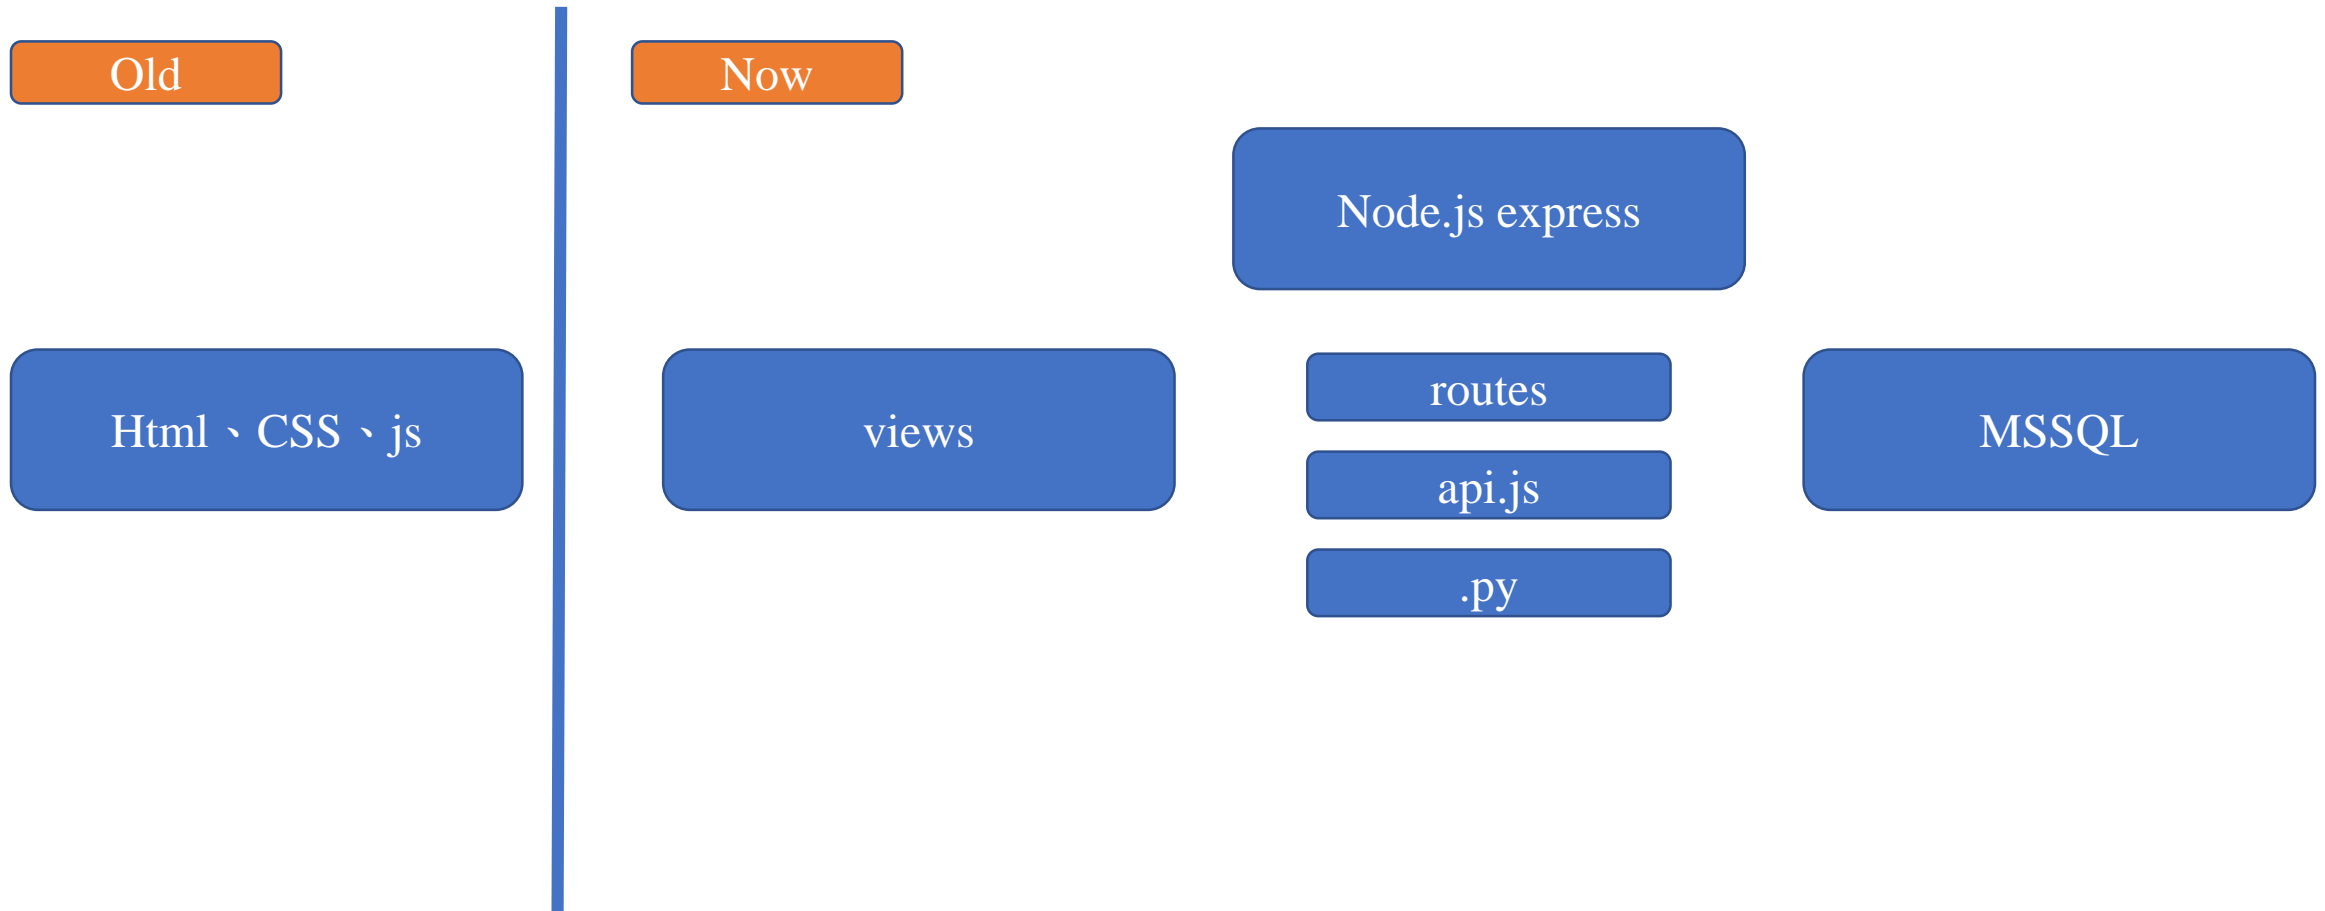 Old
Now
Node.js express
Html、CSS、js
views
routes
api.js
.py
MSSQL